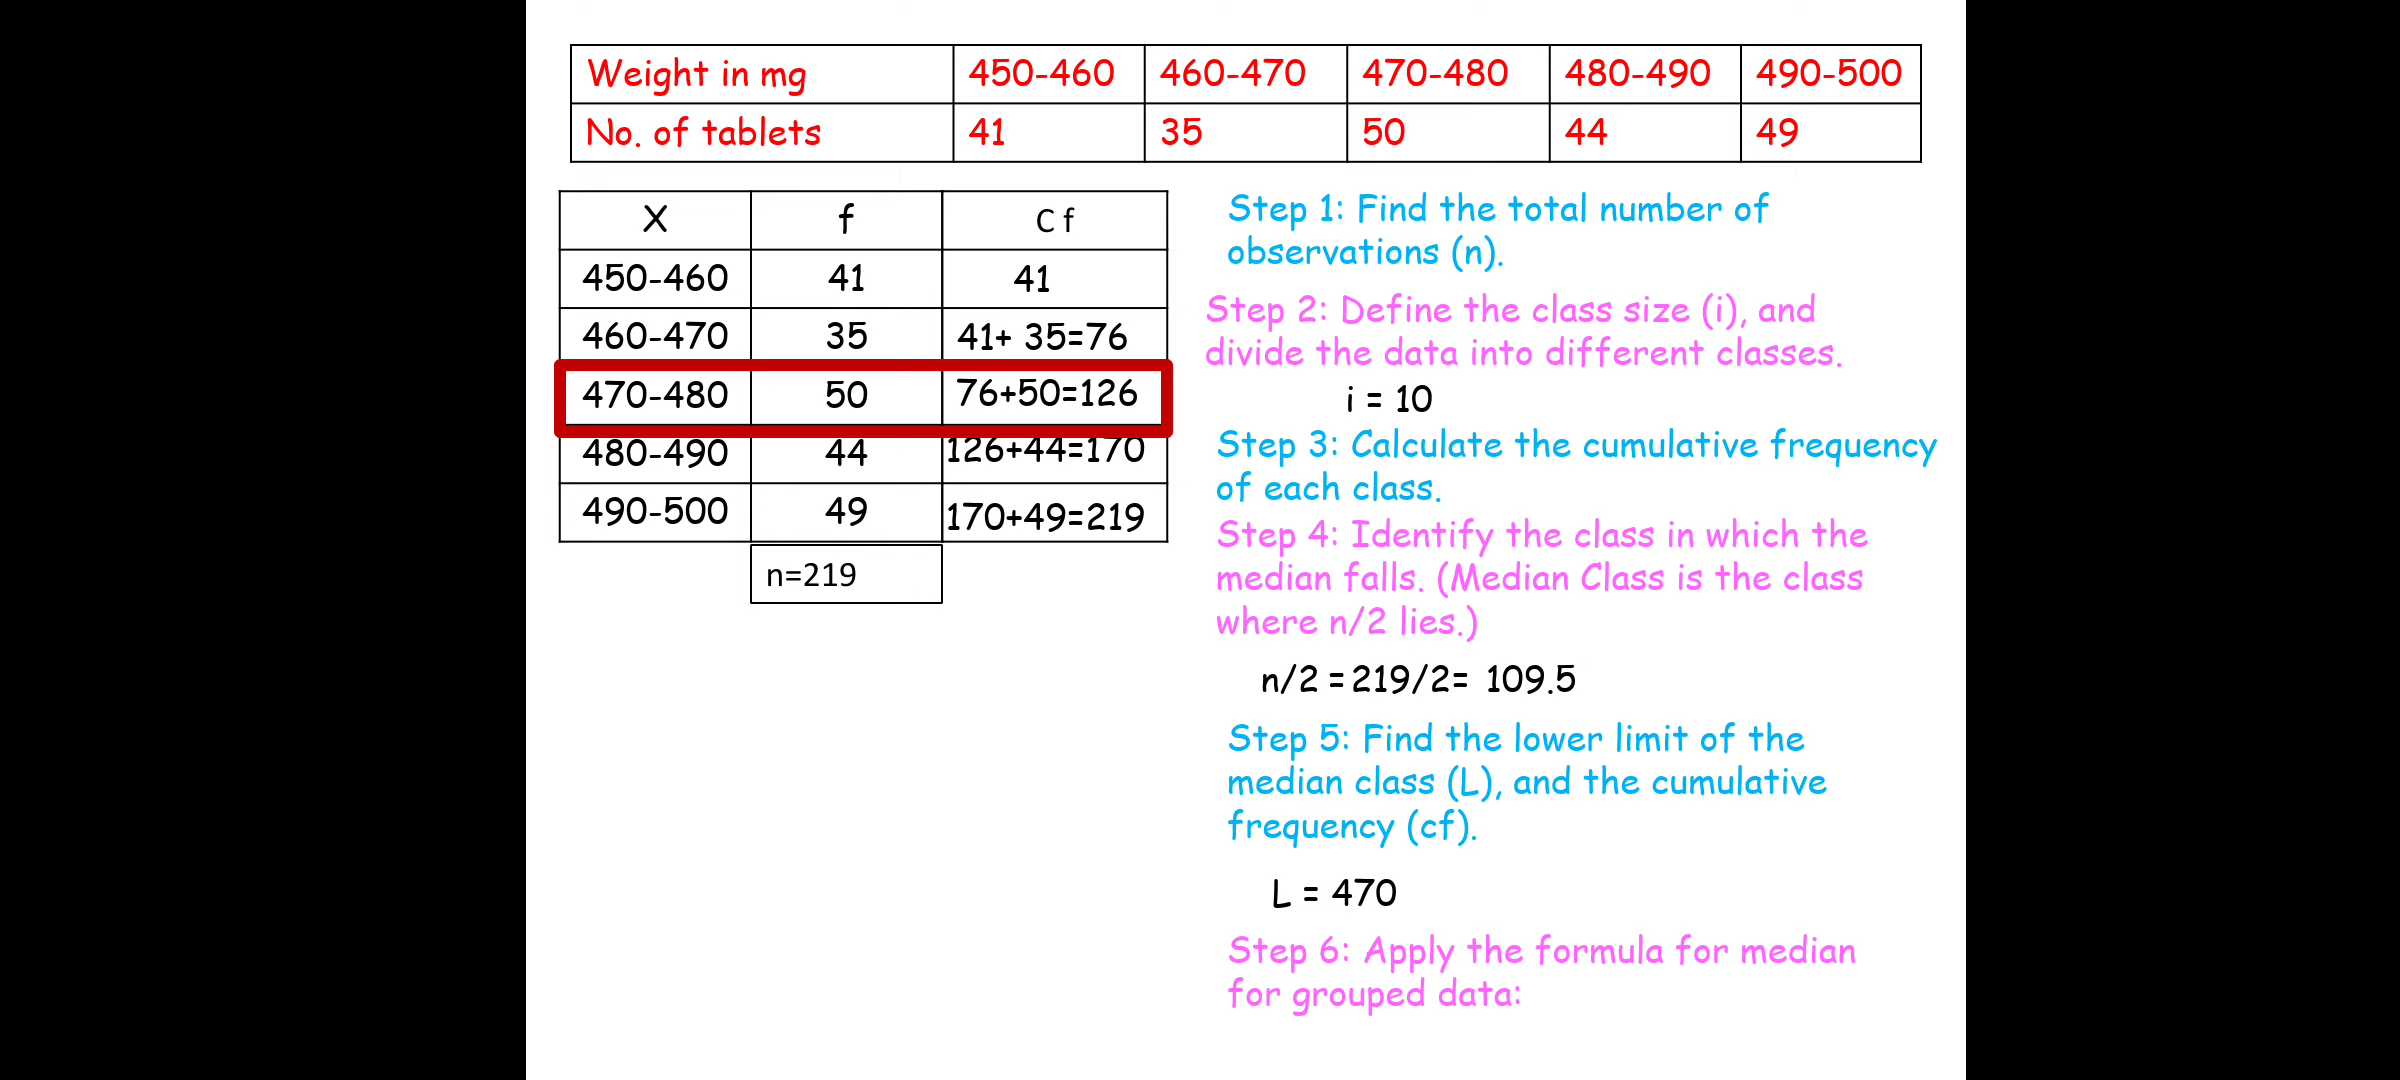 Weight in mg 450-460 460-470 470-480 480-490 490-500
No. of tablets 41 35 50 44 49
X f C f
450-460 41 41
460-470 35 41+ 35=76
470-480 50 76+50=126
480-490 44 126+44=170
490-500 49 170+49=219
n=219
Step 1: Find the total number of
observations (n).
Step 2: Define the class size (i), and
divide the data into different classes.
i = 10
Step 3: Calculate the cumulative frequency
of each class.
Step 4: Identify the class in which the
median falls. (Median Class is the class
where n/2 lies.)
n/2 = 219/2= 109.5
Step 5: Find the lower limit of the
median class (L), and the cumulative
frequency (cf).
L = 470
Step 6: Apply the formula for median
for grouped data: